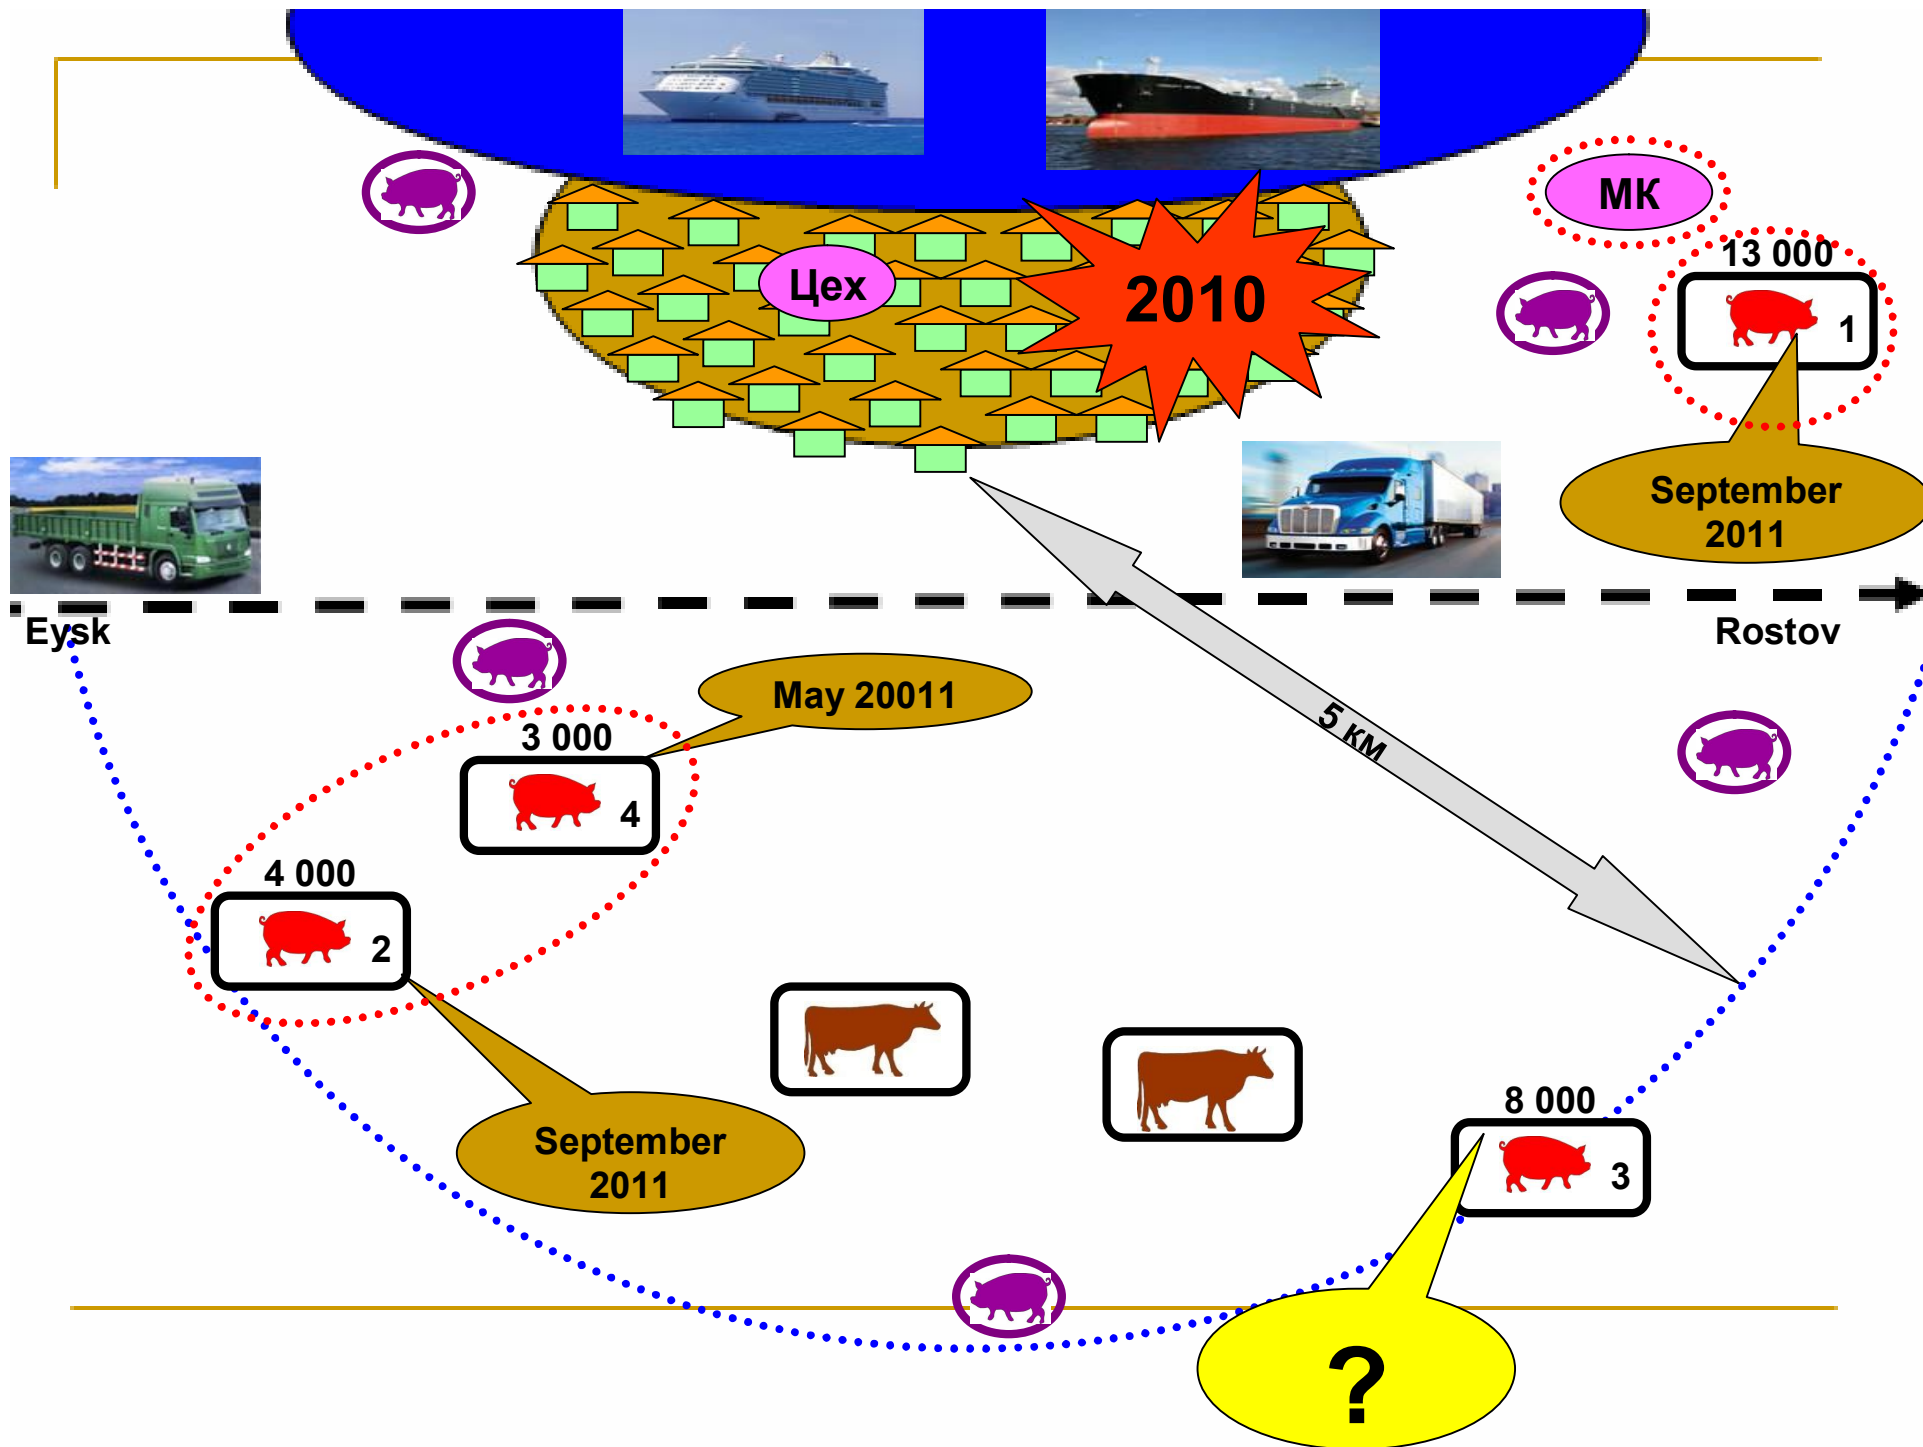 МК
13 000
Цех
2010
1
September
2011
Eysk
Rostov
May 20011
3 000
5 км
4
4 000
2
8 000
September
2011
3
?